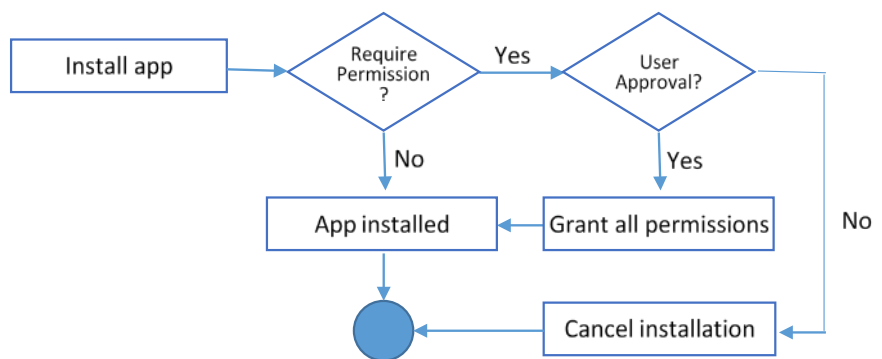 Install app
Require
Permission
?
Yes
User
Approval?
No
Yes
App installed
Grant all permissions
No
Cancel installation